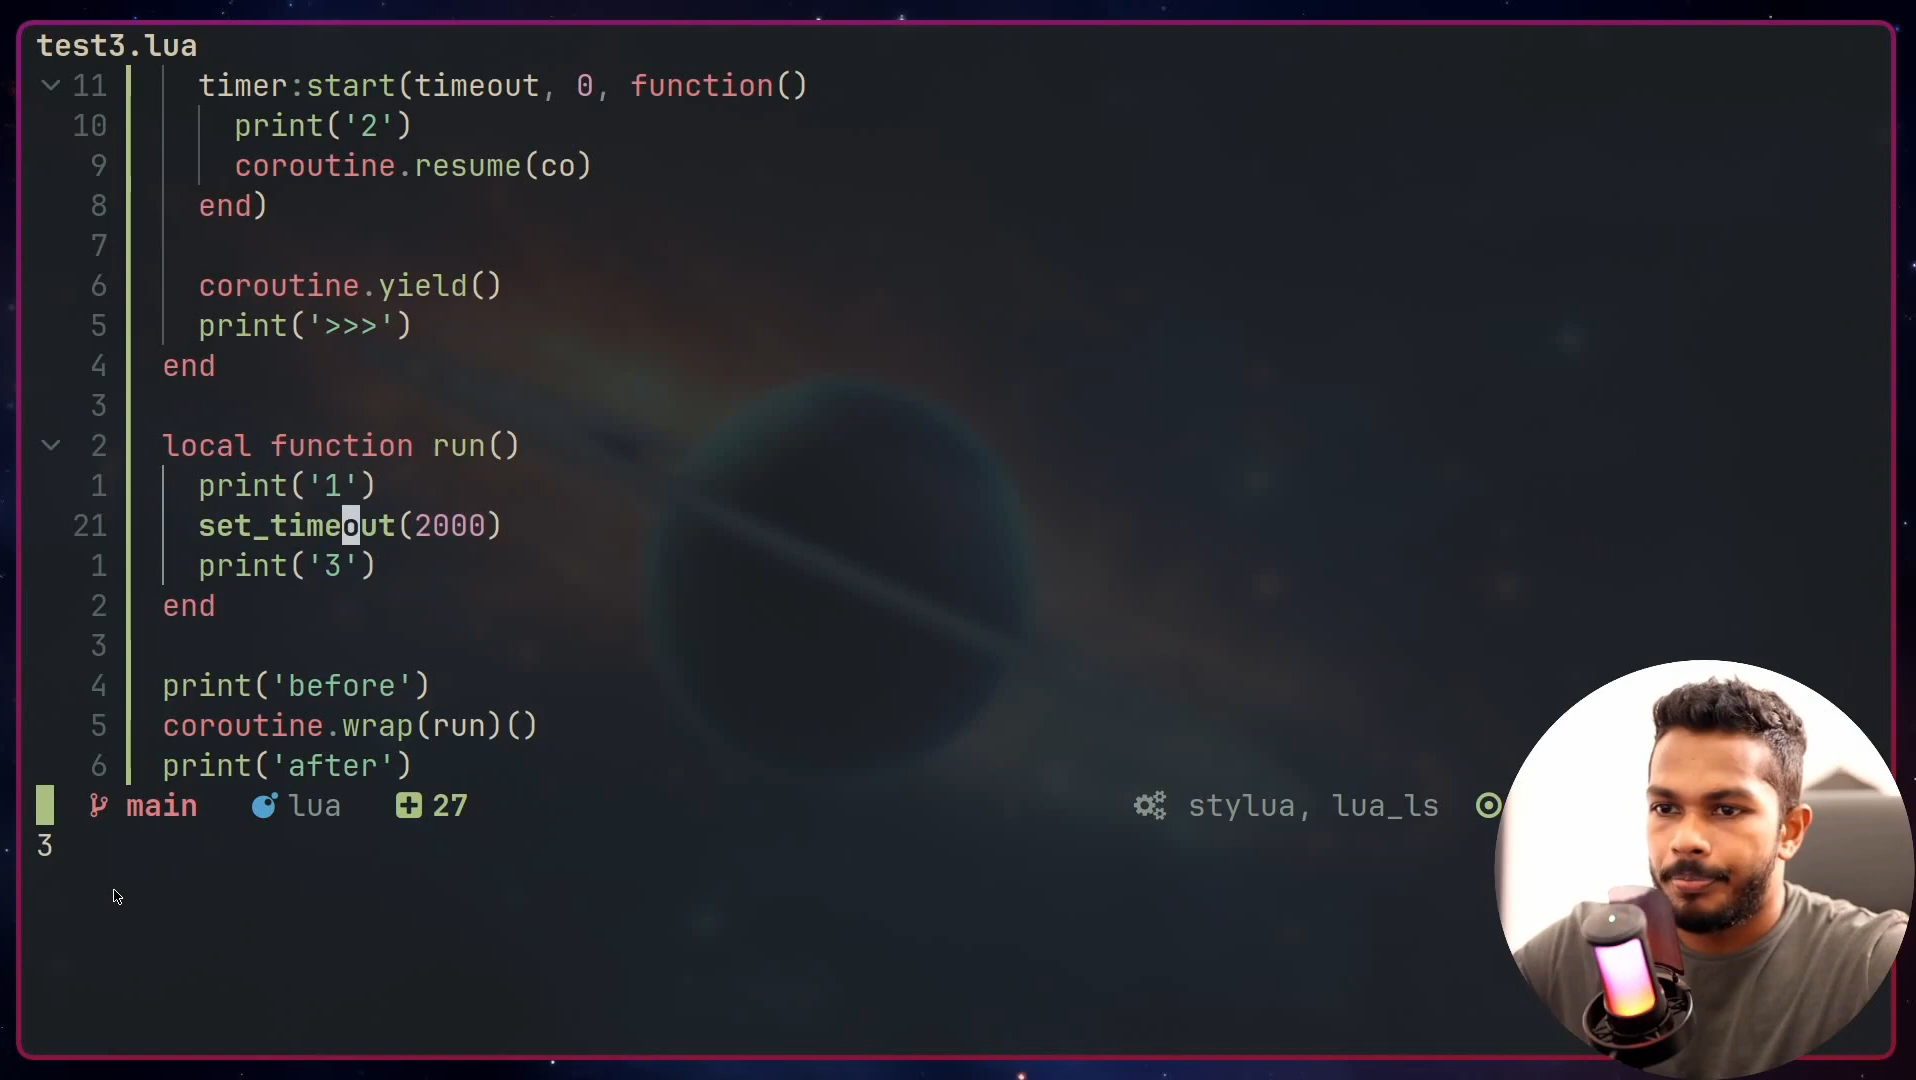 test3.lua
11 timer:start(timeout, 0, function()
10 print('2')
9 coroutine.resume(co)
8 end)
7
6 coroutine.yield()
5 print('>>>')
4 end
3
2 local function run()
1 print('1')
21 set_timeout(2000)
1 print('3')
2 end
3
4 print('before')
5 coroutine.wrap(run)()
6 print('after')
main lua 27 stylua, lua_ls
3